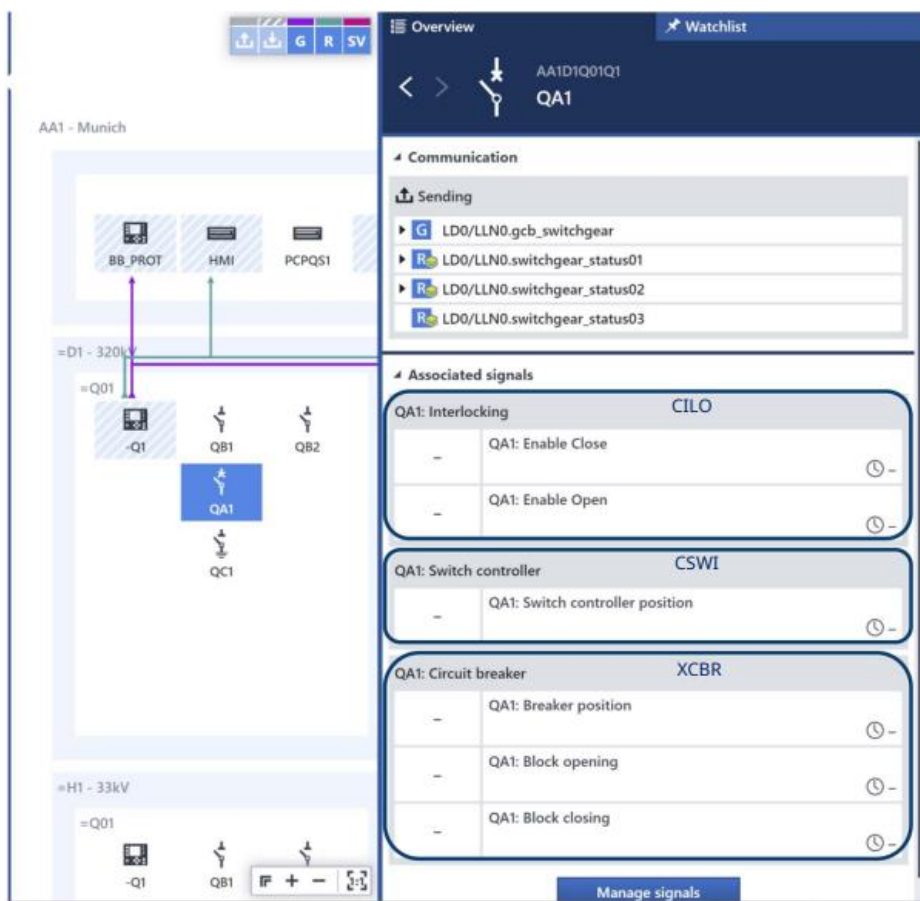 G R SV
AA1 - Munich
BB_PROT HMI PCPQS1
=D1 - 320kV
=Q01
-Q1 QB1 QB2
QA1
QC1
=H1 - 33kV
=Q01
-Q1 QB1
Overview
Watchlist
AA1D1Q01Q1
QA1
Communication
Sending
G LD0/LLN0.gcb_switchgear
R LD0/LLN0.switchgear_status01
R LD0/LLN0.switchgear_status02
R LD0/LLN0.switchgear_status03
Associated signals
QA1: Interlocking CILO
– QA1: Enable Close
–
– QA1: Enable Open
–
QA1: Switch controller CSWI
– QA1: Switch controller position
–
QA1: Circuit breaker XCBR
– QA1: Breaker position
–
– QA1: Block opening
–
– QA1: Block closing
–
Manage signals